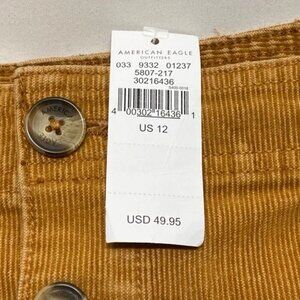 AMERICAN EAGLE
OUTFITTERS
033 9332 01237
5807-217
30216436
4 00302 16436 1
US 12
USD 49.95